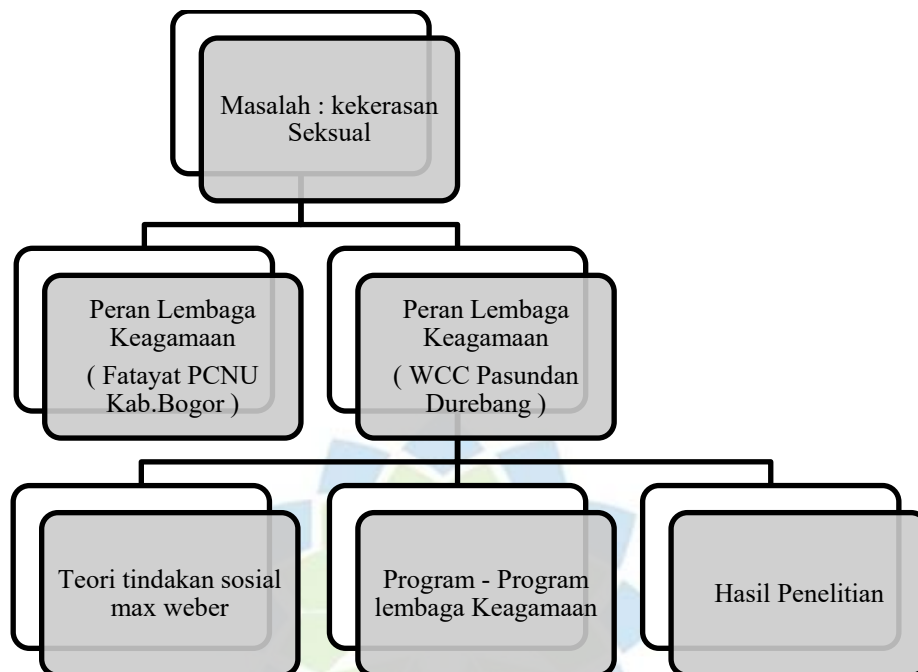 Masalah : kekerasan
Seksual
Peran Lembaga
Keagamaan
( Fatayat PCNU
Kab.Bogor )
Peran Lembaga
Keagamaan
( WCC Pasundan
Durebang )
Teori tindakan sosial
max weber
Program - Program
lembaga Keagamaan
Hasil Penelitian